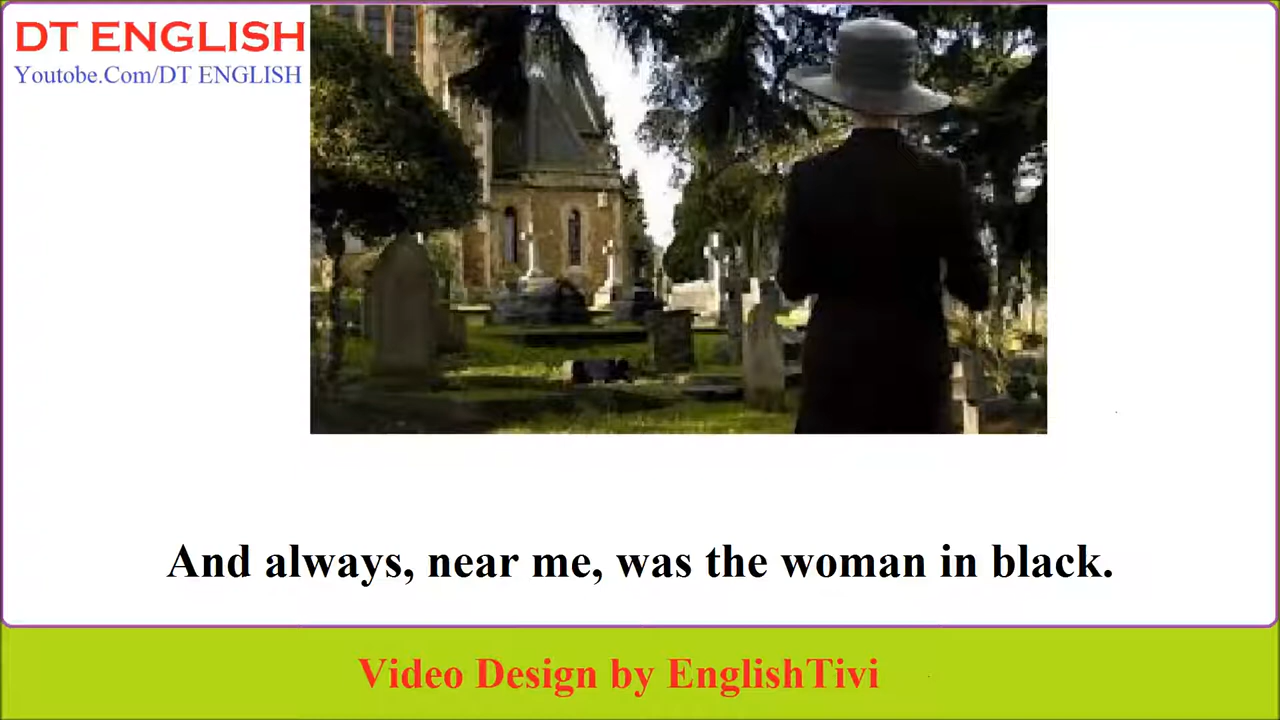 DT ENGLISH
Youtobe.Com/DT ENGLISH
And always, near me, was the woman in black.
Video Design by EnglishTivi